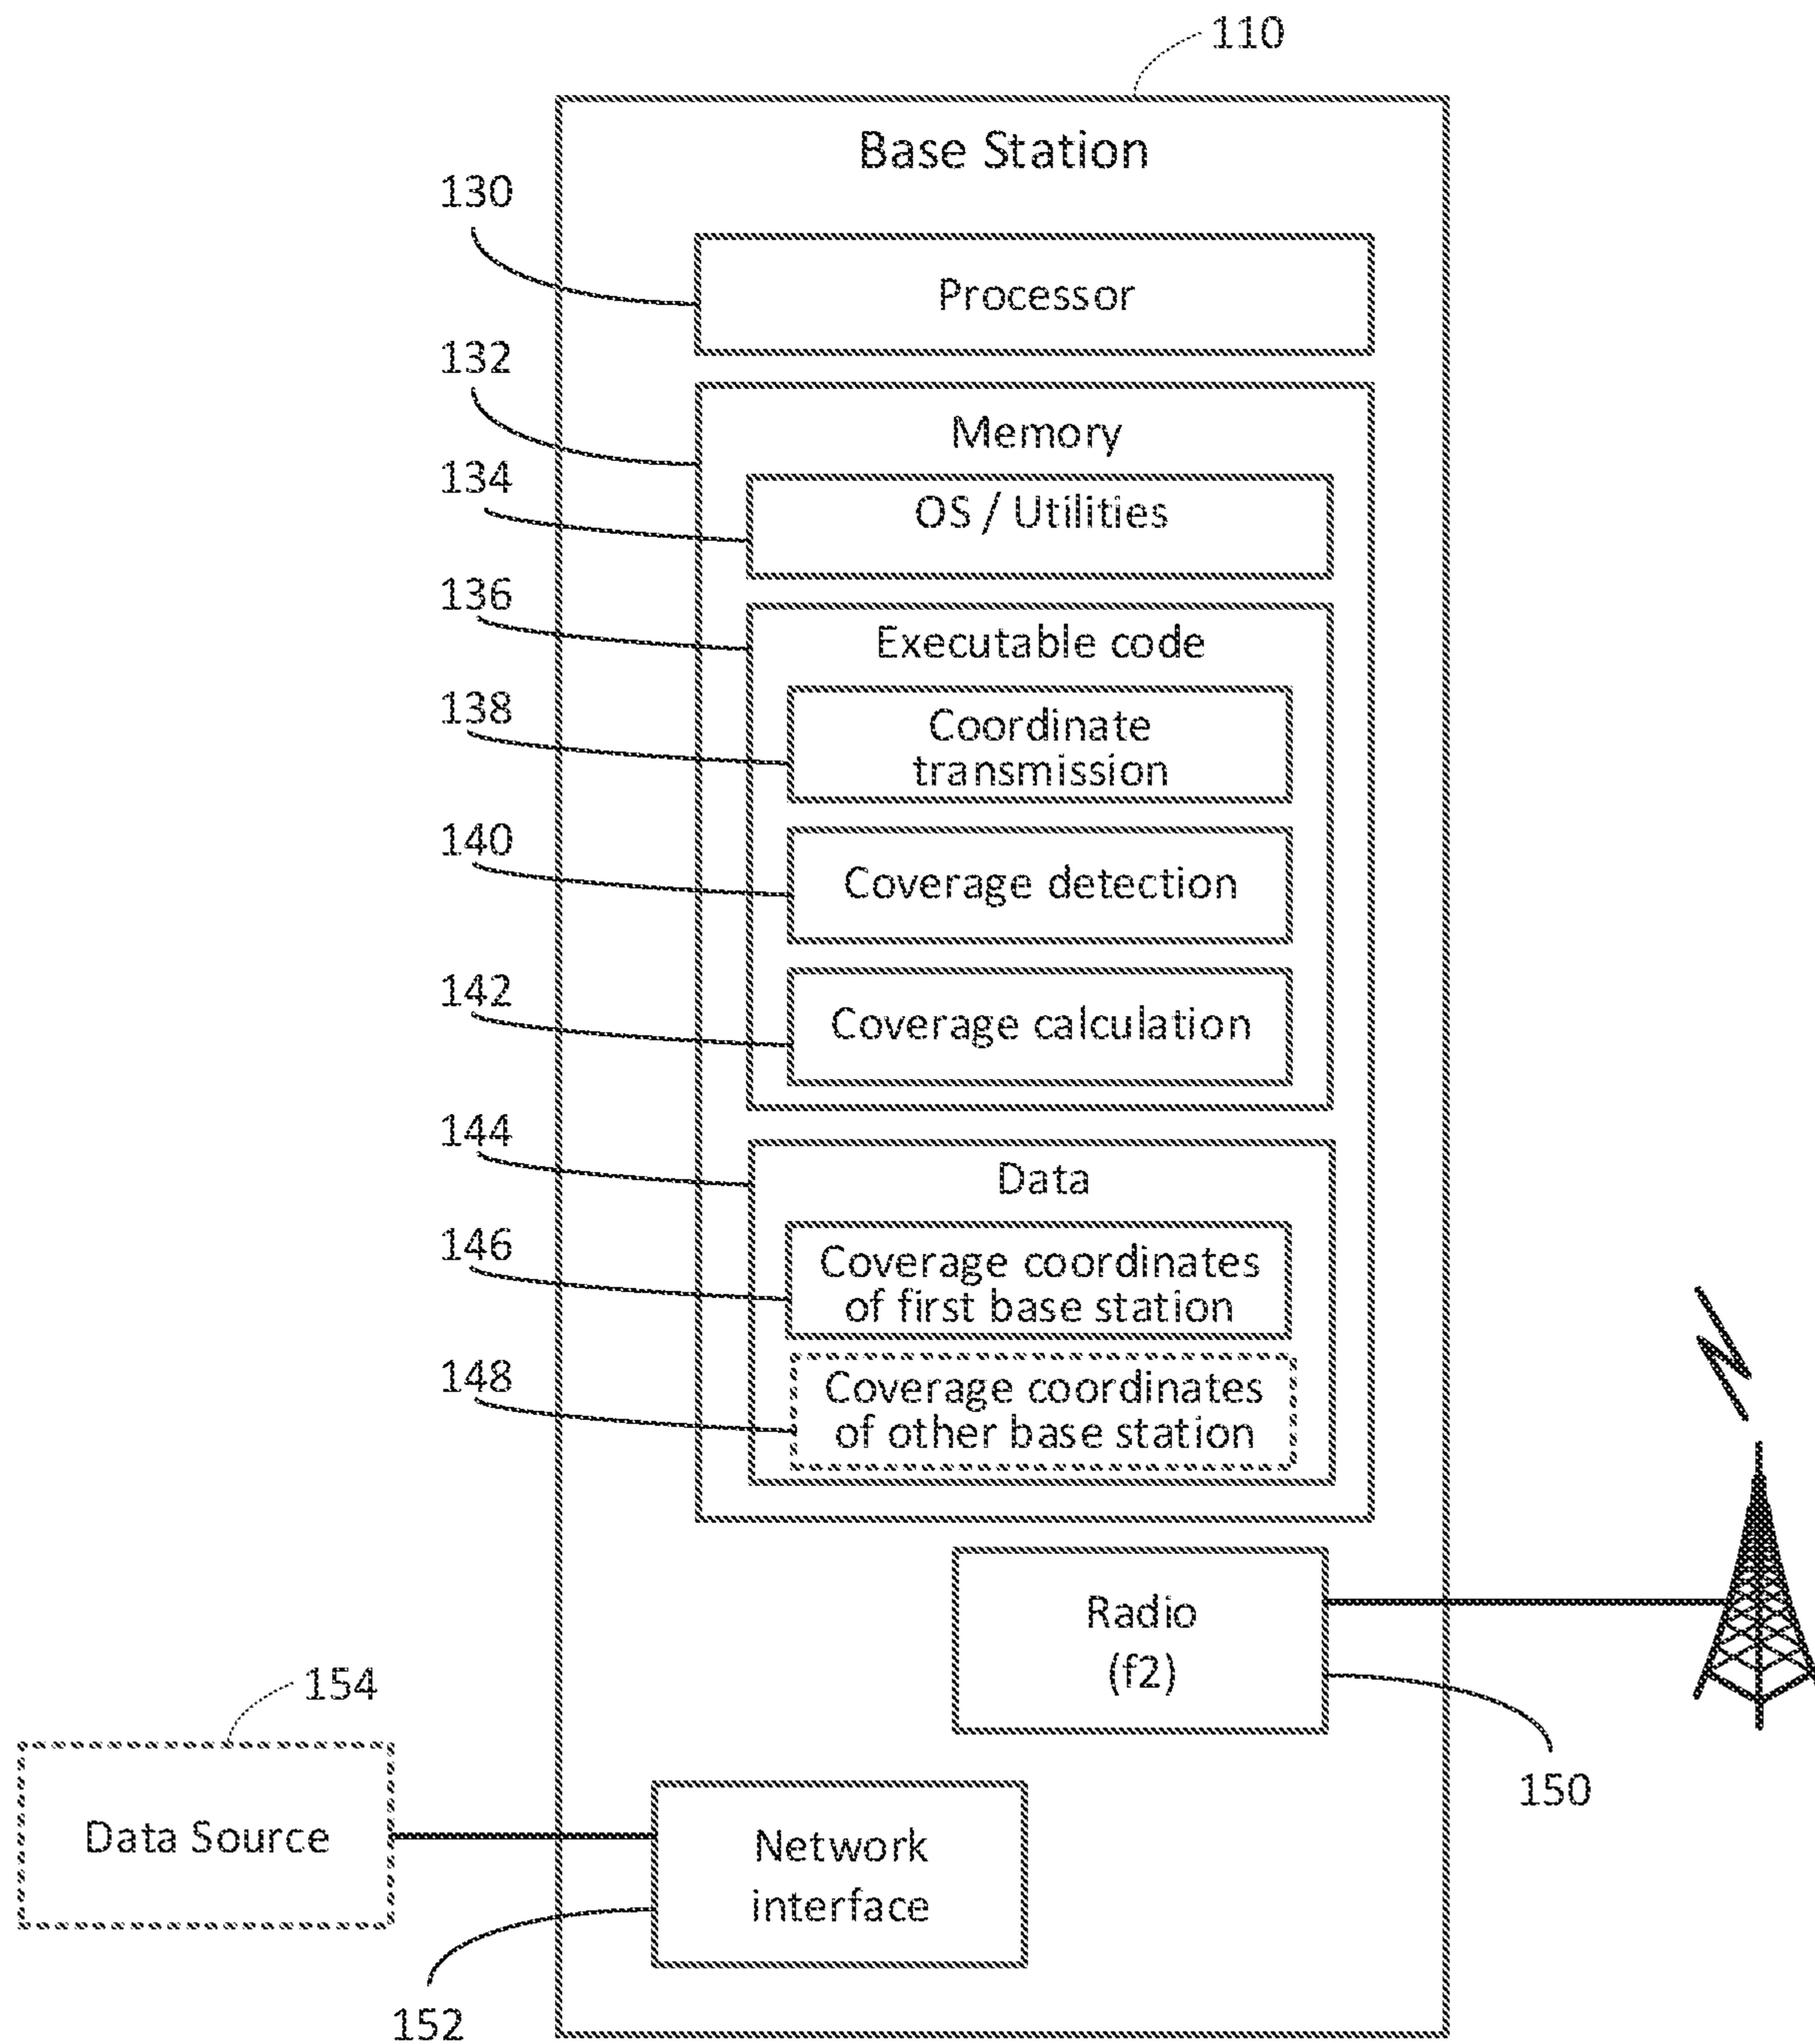 110
Base Station
130
Processor
132
Memory
134
OS / Utilities
136
Executable code
138
Coordinate
transmission
140
Coverage detection
142
Coverage calculation
144
Data
146
Coverage coordinates
of first base station
148
Coverage coordinates
of other base station
Radio
(f2)
150
154
Data Source
Network
interface
152